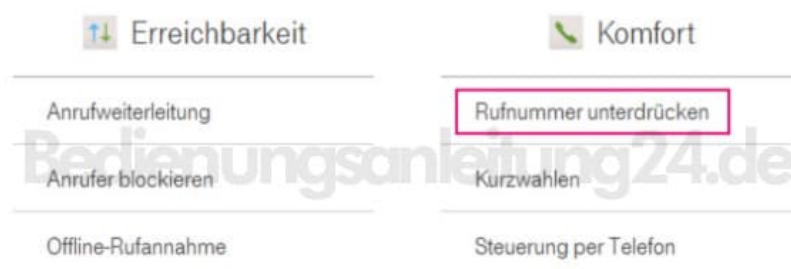 Erreichbarkeit
Anrufweiterleitung
Anrufer blockieren
Offline-Rufannahme
Komfort
Rufnummer unterdrücken
Kurzwahlen
Steuerung per Telefon
Bedienungsanleitung24.de